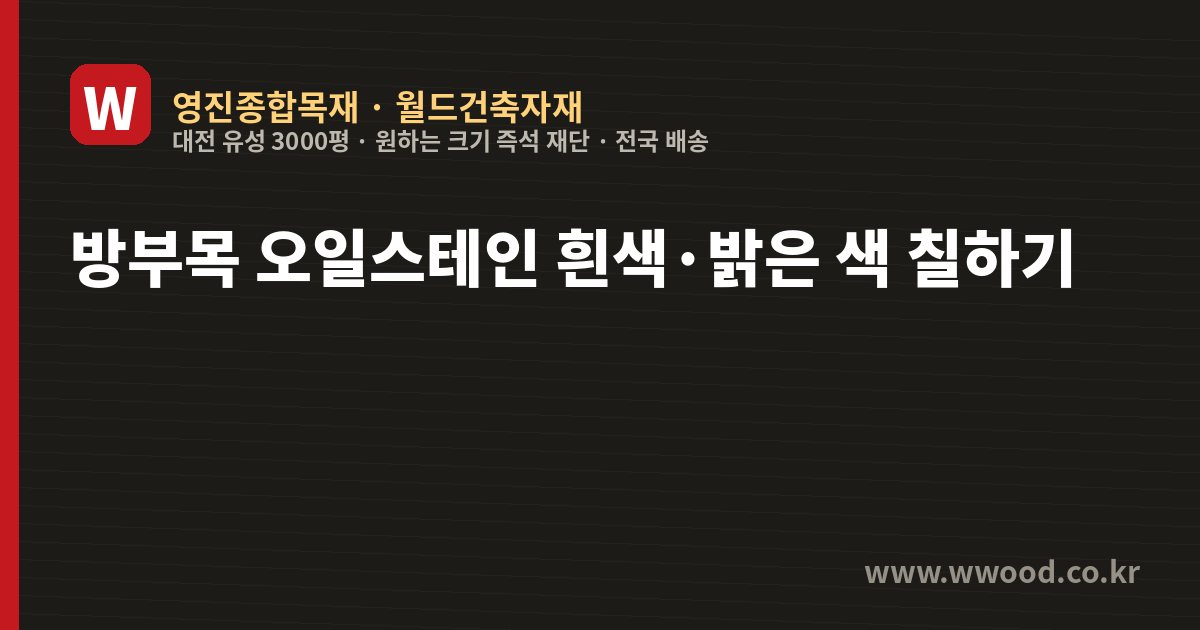 W
영진종합목재 · 월드건축자재
대전 유성 3000평 · 원하는 크기 즉석 재단 · 전국 배송
방부목 오일스테인 흰색·밝은 색 칠하기
www.wwood.co.kr